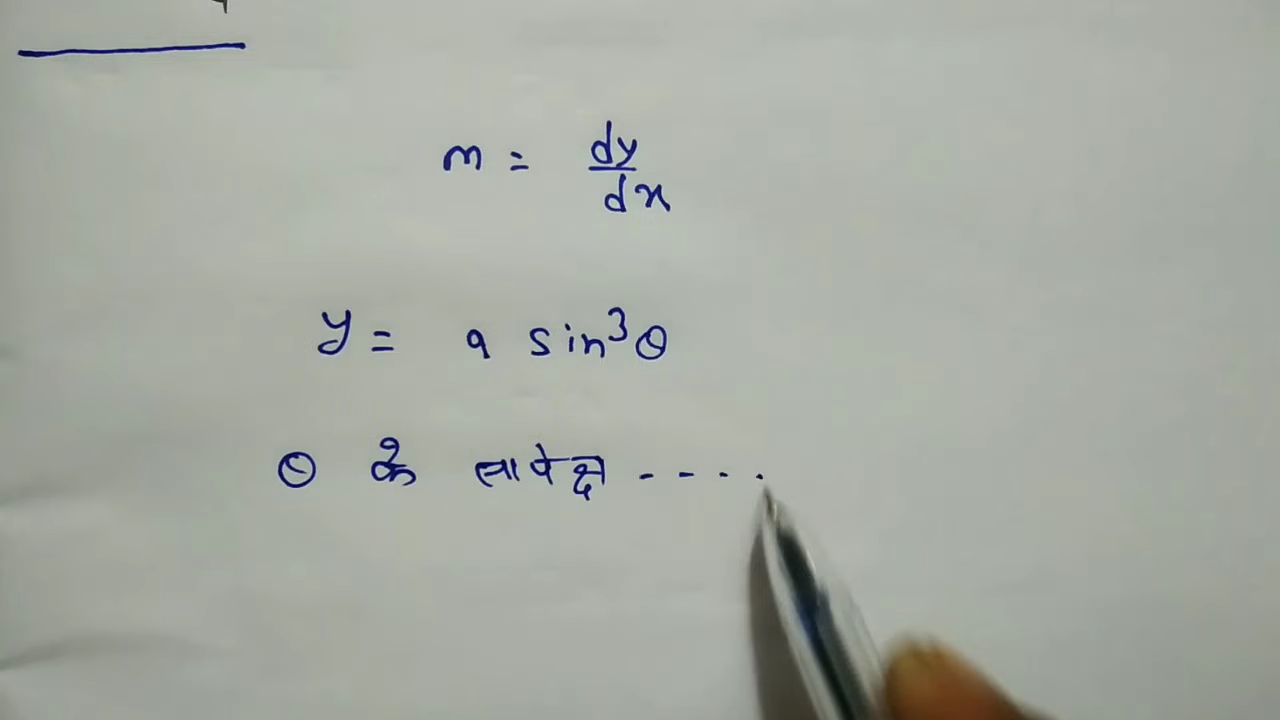 m = dy/dx
y = a sin³θ
θ के सापेक्ष - - - -